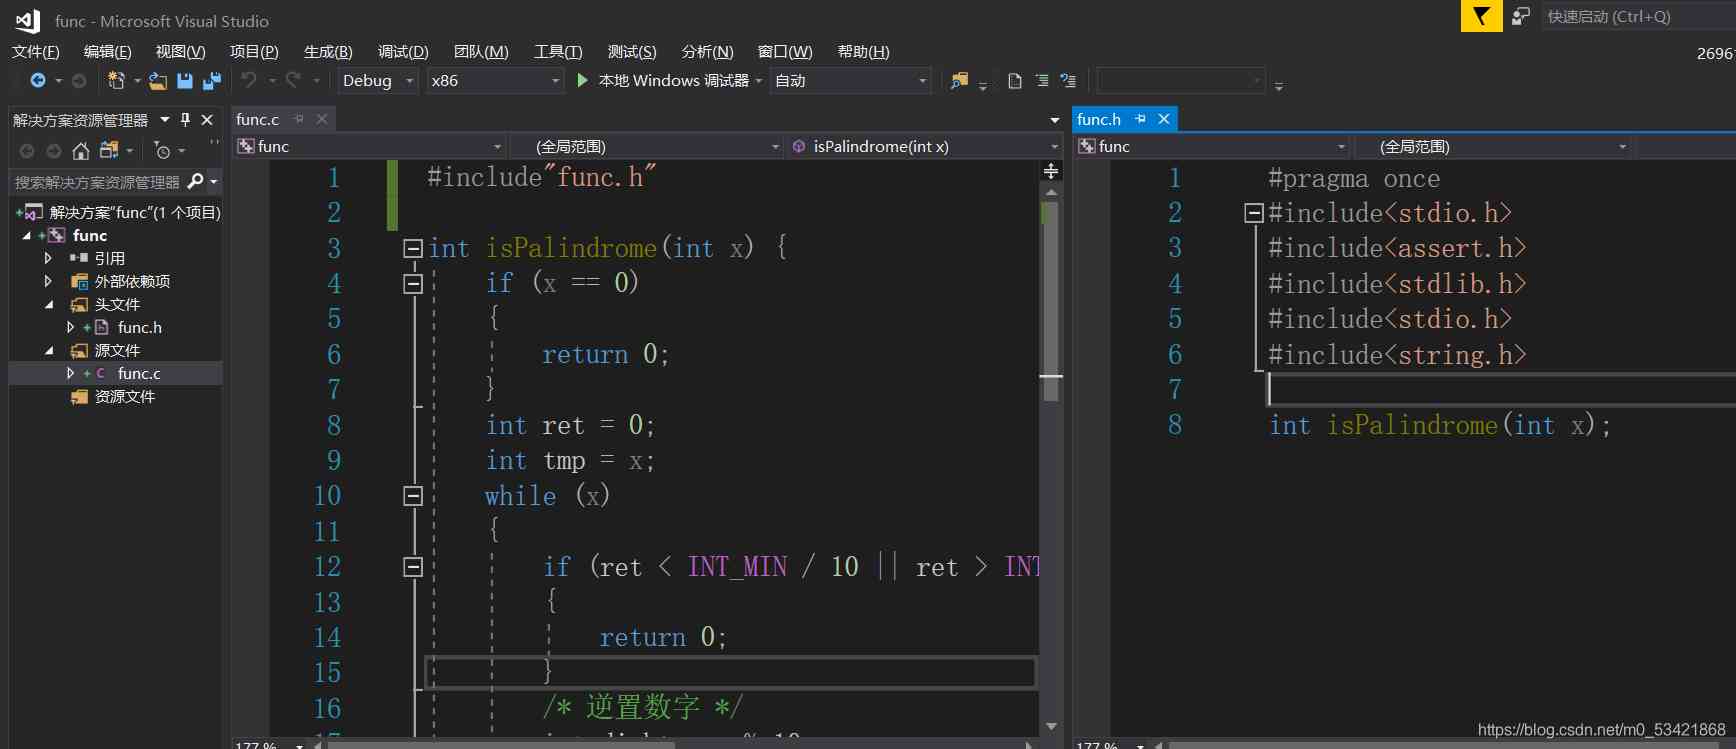 func - Microsoft Visual Studio
快速启动 (Ctrl+Q)
文件(F) 编辑(E) 视图(V) 项目(P) 生成(B) 调试(D) 团队(M) 工具(T) 测试(S) 分析(N) 窗口(W) 帮助(H)
2696
Debug x86 本地 Windows 调试器 自动
解决方案资源管理器
搜索解决方案资源管理器
解决方案"func"(1 个项目)
func
引用
外部依赖项
头文件
func.h
源文件
func.c
资源文件
func.c
func (全局范围) isPalindrome(int x)
1 #include"func.h"
2
3 int isPalindrome(int x) {
4 if (x == 0)
5 {
6 return 0;
7 }
8 int ret = 0;
9 int tmp = x;
10 while (x)
11 {
12 if (ret < INT_MIN / 10 || ret > INT
13 {
14 return 0;
15 }
16 /* 逆置数字 */
177 %
func.h
func (全局范围)
1 #pragma once
2 #include<stdio.h>
3 #include<assert.h>
4 #include<stdlib.h>
5 #include<stdio.h>
6 #include<string.h>
7
8 int isPalindrome(int x);
177 %
https://blog.csdn.net/m0_53421868